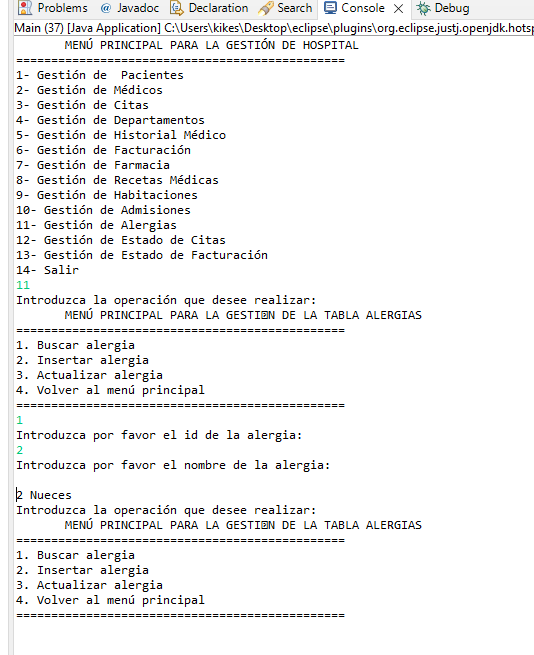 Problems @ Javadoc Declaration Search Console Debug
Main (37) [Java Application] C:\Users\kikes\Desktop\eclipse\plugins\org.eclipse.justj.openjdk.hotsp
MENÚ PRINCIPAL PARA LA GESTIÓN DE HOSPITAL
===============================================
1- Gestión de  Pacientes
2- Gestión de Médicos
3- Gestión de Citas
4- Gestión de Departamentos
5- Gestión de Historial Médico
6- Gestión de Facturación
7- Gestión de Farmacia
8- Gestión de Recetas Médicas
9- Gestión de Habitaciones
10- Gestión de Admisiones
11- Gestión de Alergias
12- Gestión de Estado de Citas
13- Gestión de Estado de Facturación
14- Salir
11
Introduzca la operación que desee realizar:
MENÚ PRINCIPAL PARA LA GESTI�N DE LA TABLA ALERGIAS
===============================================
1. Buscar alergia
2. Insertar alergia
3. Actualizar alergia
4. Volver al menú principal
===============================================
1
Introduzca por favor el id de la alergia:
2
Introduzca por favor el nombre de la alergia:
2 Nueces
Introduzca la operación que desee realizar:
MENÚ PRINCIPAL PARA LA GESTI�N DE LA TABLA ALERGIAS
===============================================
1. Buscar alergia
2. Insertar alergia
3. Actualizar alergia
4. Volver al menú principal
===============================================